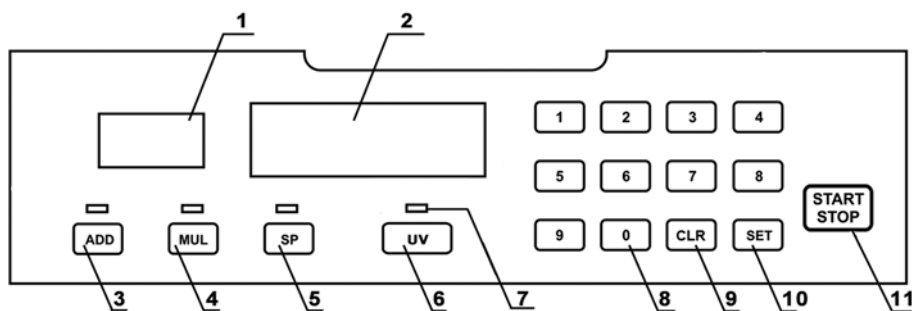 1 2
1 2 3 4
5 6 7 8
START
STOP
ADD MUL SP UV 9 0 CLR SET
3 4 5 6 7 8 9 10 11